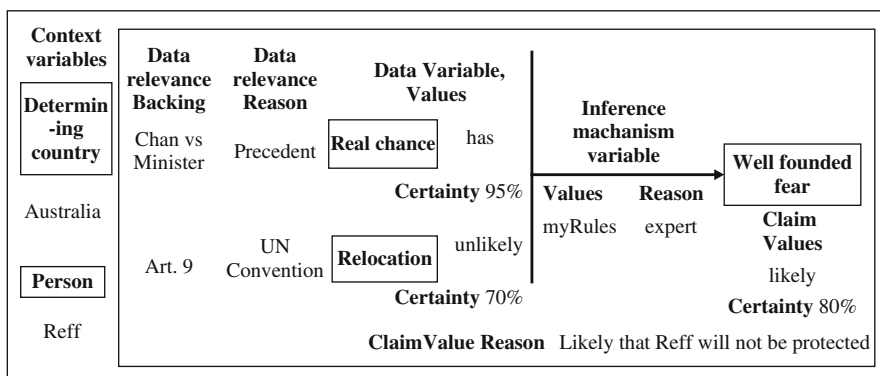 Context
variables
Determin
-ing
country
Australia
Person
Reff
Data
relevance
Backing
Chan vs
Minister
Art. 9
Data
relevance
Reason
Precedent
UN
Convention
Data Variable,
Values
Real chance
has
Certainty 95%
Relocation
unlikely
Certainty 70%
Inference
machanism
variable
Values
myRules
Reason
expert
Well founded
fear
Claim
Values
likely
Certainty 80%
ClaimValue Reason Likely that Reff will not be protected